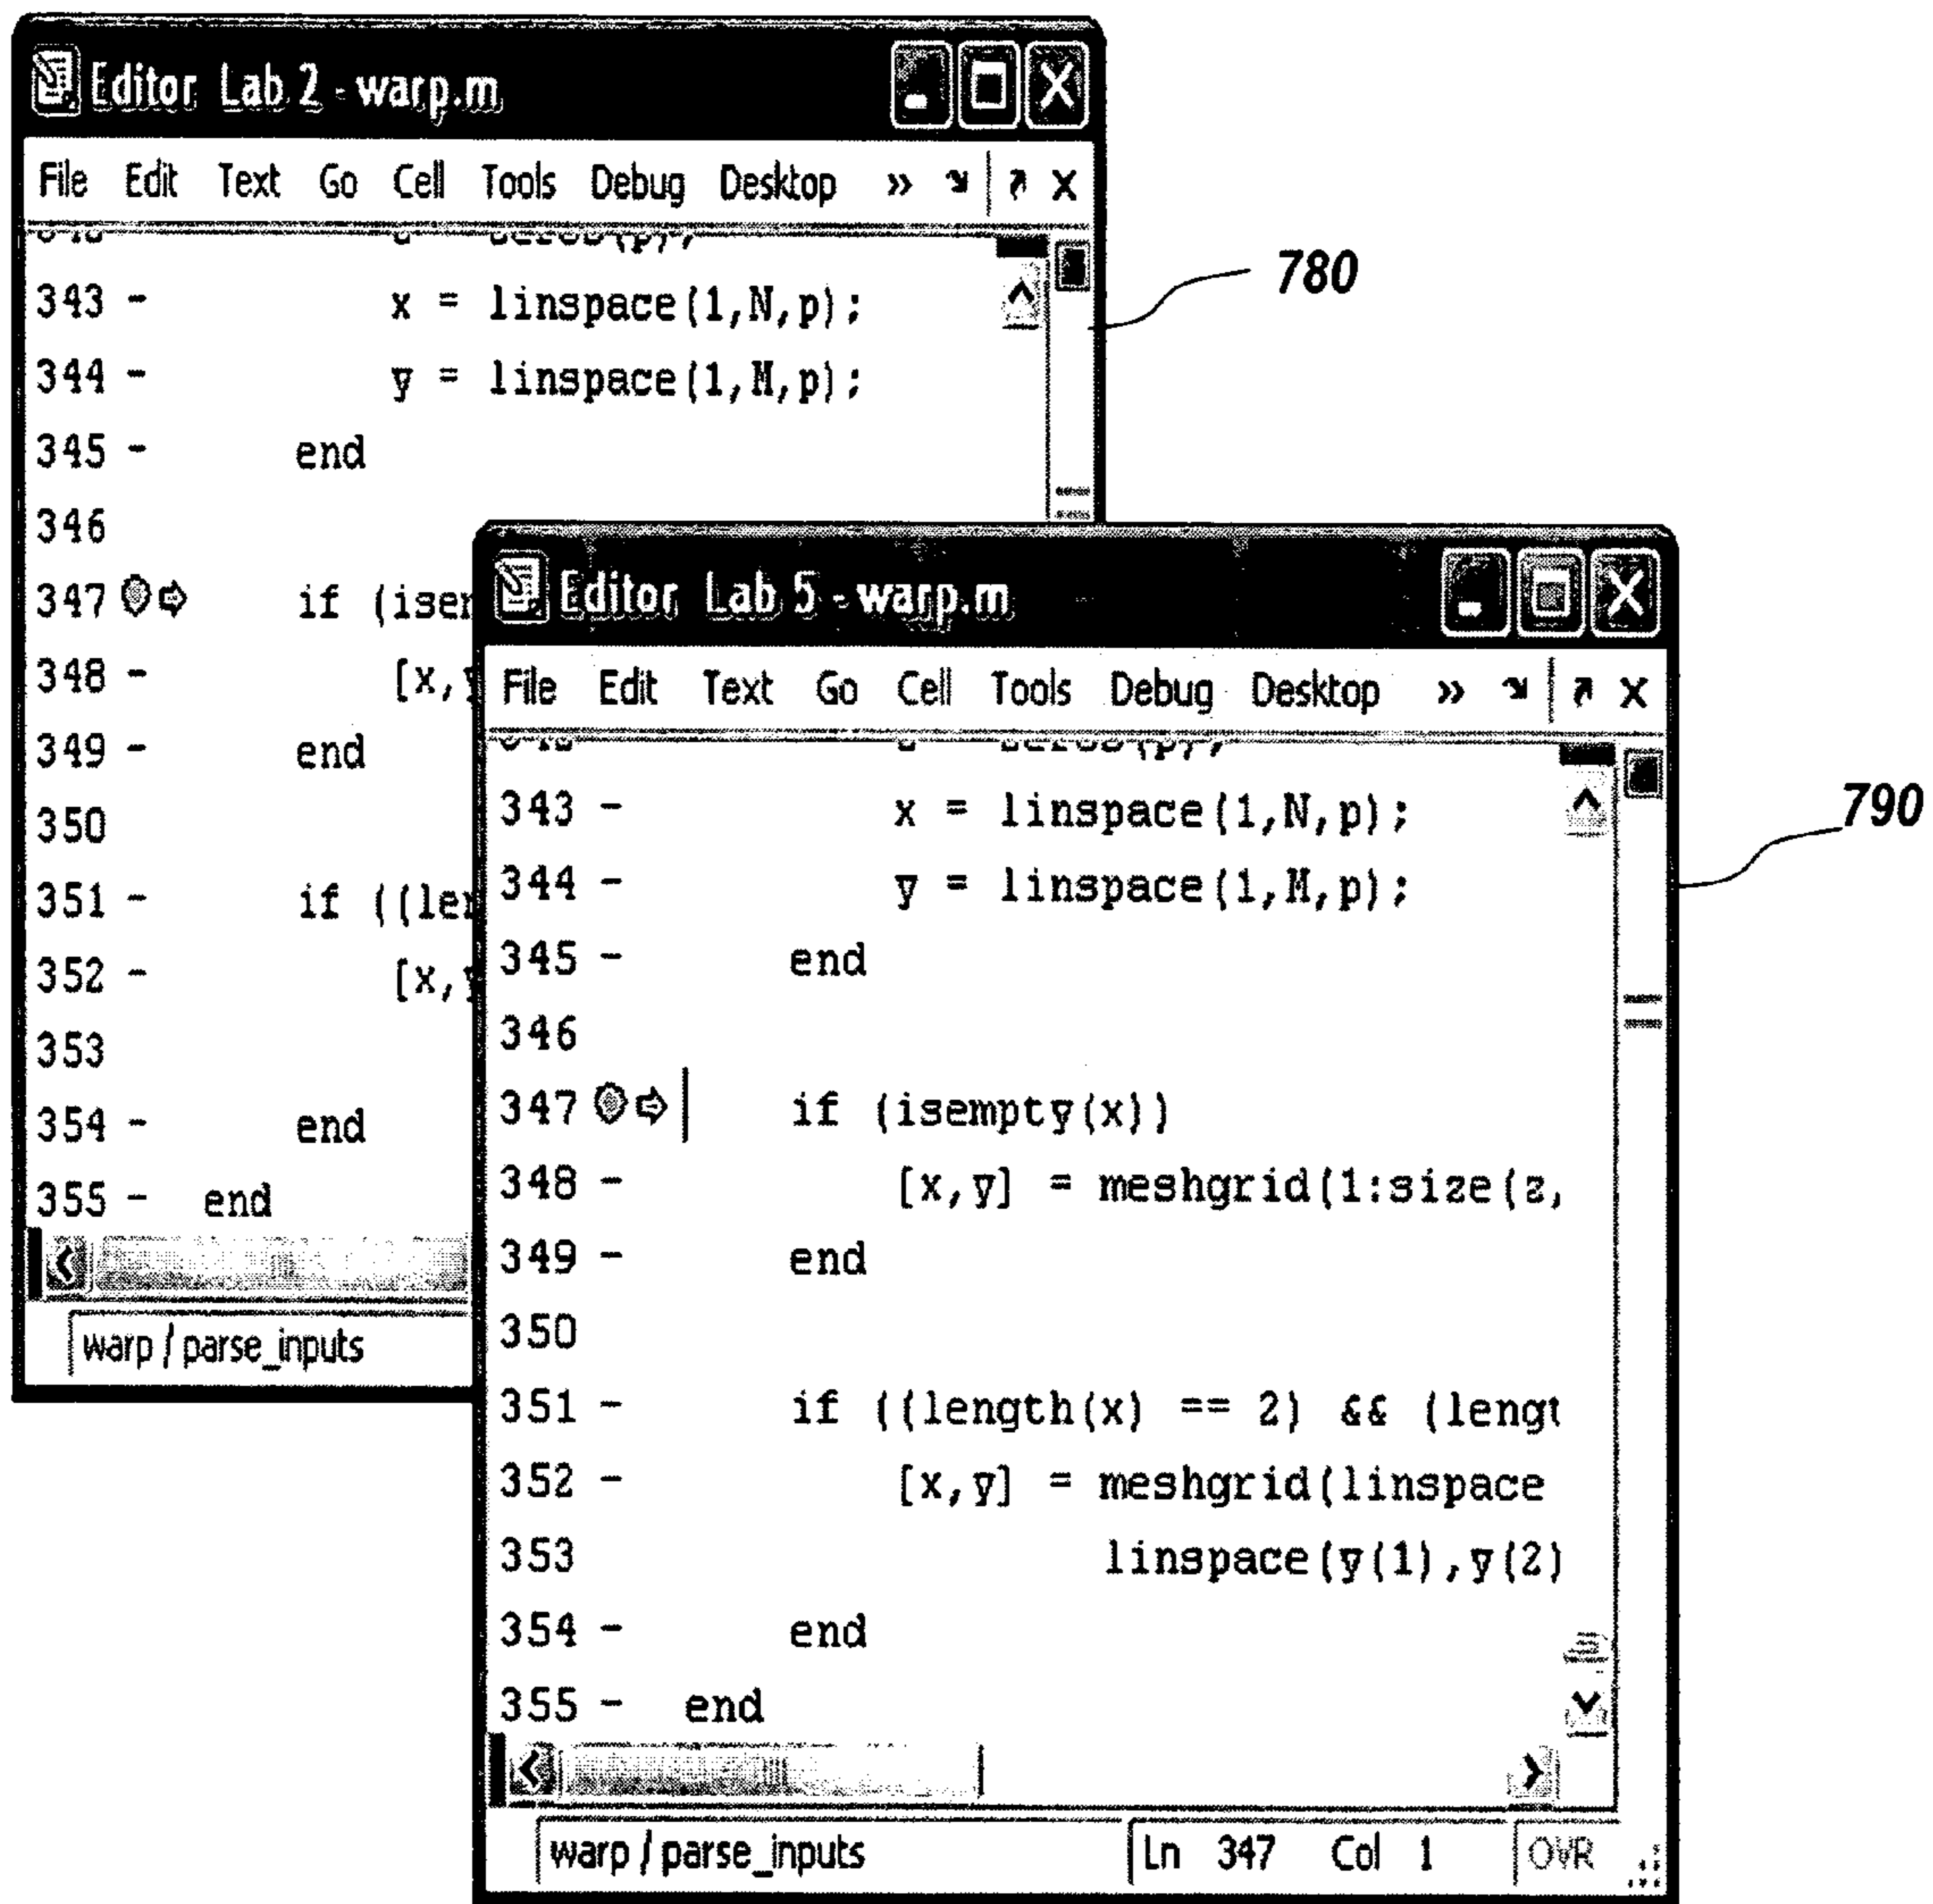 Editor Lab 2 - warp.m
File Edit Text Go Cell Tools Debug Desktop »
343 - x = linspace(1,N,p);
344 - y = linspace(1,M,p);
345 - end
346
347 if (isem
348 - [x,y
349 - end
350
351 - if ((len
352 - [x,y
353
354 - end
355 - end
warp / parse_inputs
780
Editor Lab 5 - warp.m
File Edit Text Go Cell Tools Debug Desktop »
343 - x = linspace(1,N,p);
344 - y = linspace(1,M,p);
345 - end
346
347 if (isempty(x))
348 - [x,y] = meshgrid(1:size(z,
349 - end
350
351 - if ((length(x) == 2) && (lengt
352 - [x,y] = meshgrid(linspace
353 linspace(y(1),y(2)
354 - end
355 - end
warp / parse_inputs Ln 347 Col 1 OVR
790